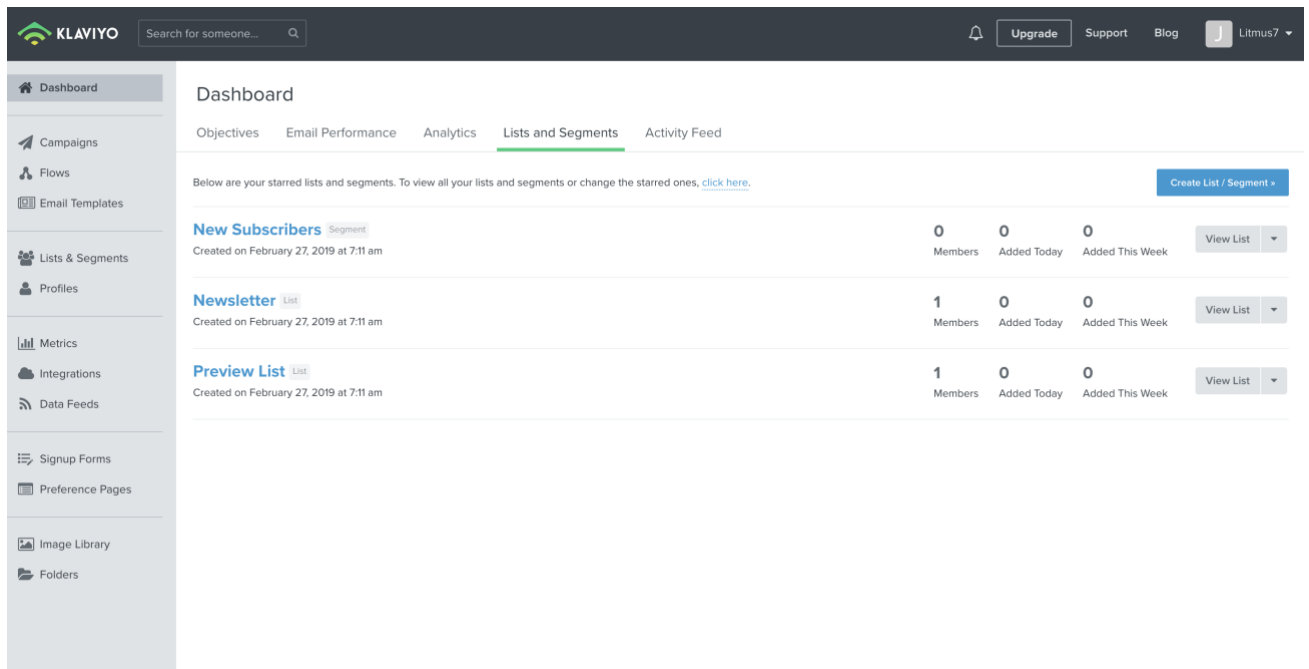 KLAVIYO
Search for someone...
Upgrade
Support
Blog
J
Litmus7
Dashboard
Campaigns
Flows
Email Templates
Lists & Segments
Profiles
Metrics
Integrations
Data Feeds
Signup Forms
Preference Pages
Image Library
Folders
Dashboard
Objectives Email Performance Analytics Lists and Segments Activity Feed
Below are your starred lists and segments. To view all your lists and segments or change the starred ones, click here.
Create List / Segment »
New Subscribers Segment
Created on February 27, 2019 at 7:11 am
0 0 0
Members Added Today Added This Week
View List
Newsletter List
Created on February 27, 2019 at 7:11 am
1 0 0
Members Added Today Added This Week
View List
Preview List List
Created on February 27, 2019 at 7:11 am
1 0 0
Members Added Today Added This Week
View List